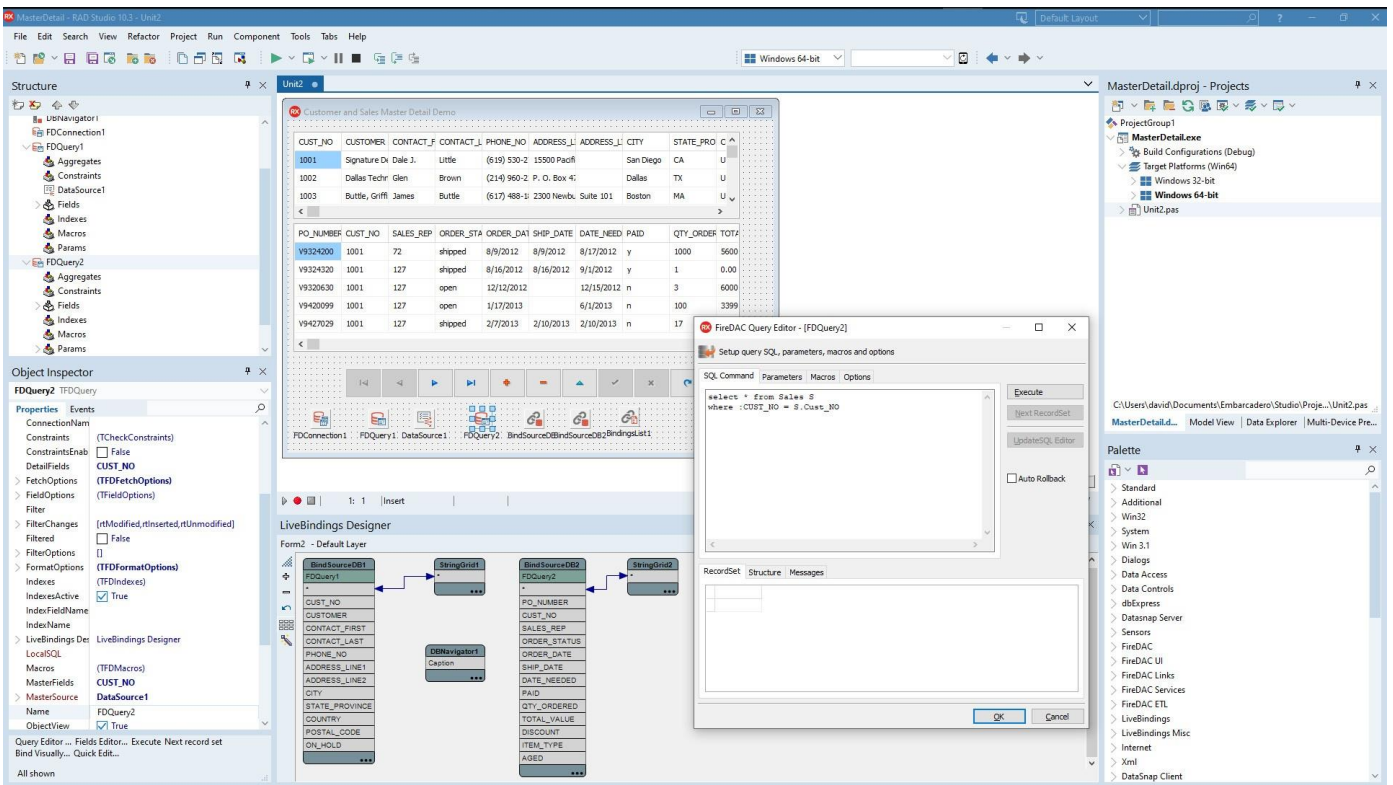 MasterDetail - RAD Studio 10.3 - Unit2
Default Layout
File Edit Search View Refactor Project Run Component Tools Tabs Help
Windows 64-bit
Structure
DBNavigator1
FDConnection1
FDQuery1
Aggregates
Constraints
DataSource1
Fields
Indexes
Macros
Params
FDQuery2
Aggregates
Constraints
Fields
Indexes
Macros
Params
Object Inspector
FDQuery2 TFDQuery
Properties Events
ConnectionNam
Constraints (TCheckConstraints)
ConstraintsEnab False
DetailFields CUST_NO
FetchOptions (TFDFetchOptions)
FieldOptions (TFieldOptions)
Filter
FilterChanges [rtModified,rtInserted,rtUnmodified]
Filtered False
FilterOptions []
FormatOptions (TFDFormatOptions)
Indexes (TFDIndexes)
IndexesActive True
IndexFieldName
IndexName
LiveBindings Des LiveBindings Designer
LocalSQL
Macros (TFDMacros)
MasterFields CUST_NO
MasterSource DataSource1
Name FDQuery2
ObjectView True
Query Editor ... Fields Editor... Execute Next record set
Bind Visually... Quick Edit...
All shown
Unit2
Customer and Sales Master Detail Demo
CUST_NO CUSTOMER CONTACT_F CONTACT_L PHONE_NO ADDRESS_L ADDRESS_L CITY STATE_PRO C
1001 Signature De Dale J. Little (619) 530-2 15500 Pacifi San Diego CA U
1002 Dallas Techr Glen Brown (214) 960-2 P. O. Box 4 Dallas TX U
1003 Buttle, Griffi James Buttle (617) 488-1 2300 Newbu Suite 101 Boston MA U
PO_NUMBER CUST_NO SALES_REP ORDER_STA ORDER_DAT SHIP_DATE DATE_NEED PAID QTY_ORDER TOTA
V9324200 1001 72 shipped 8/9/2012 8/9/2012 8/17/2012 y 1000 5600
V9324320 1001 127 shipped 8/16/2012 8/16/2012 9/1/2012 y 1 0.00
V9320630 1001 127 open 12/12/2012 12/15/2012 n 3 6000
V9420099 1001 127 open 1/17/2013 6/1/2013 n 100 3399
V9427029 1001 127 shipped 2/7/2013 2/10/2013 2/10/2013 n 17
FDConnection1 FDQuery1 DataSource1 FDQuery2 BindSourceDB BindSourceDB2 BindingsList1
1: 1 Insert
LiveBindings Designer
Form2 - Default Layer
BindSourceDB1
FDQuery1
*
CUST_NO
CUSTOMER
CONTACT_FIRST
CONTACT_LAST
PHONE_NO
ADDRESS_LINE1
ADDRESS_LINE2
CITY
STATE_PROVINCE
COUNTRY
POSTAL_CODE
ON_HOLD
StringGrid1
*
DBNavigator1
Caption
BindSourceDB2
FDQuery2
*
PO_NUMBER
CUST_NO
SALES_REP
ORDER_STATUS
ORDER_DATE
SHIP_DATE
DATE_NEEDED
PAID
QTY_ORDERED
TOTAL_VALUE
DISCOUNT
ITEM_TYPE
AGED
StringGrid2
*
FireDAC Query Editor - [FDQuery2]
Setup query SQL, parameters, macros and options
SQL Command Parameters Macros Options
select * from Sales S
where :CUST_NO = S.Cust_NO
Execute
Next RecordSet
UpdateSQL Editor
Auto Rollback
RecordSet Structure Messages
OK Cancel
MasterDetail.dproj - Projects
ProjectGroup1
MasterDetail.exe
Build Configurations (Debug)
Target Platforms (Win64)
Windows 32-bit
Windows 64-bit
Unit2.pas
C:\Users\david\Documents\Embarcadero\Studio\Proje...\Unit2.pas
MasterDetail.d... Model View Data Explorer Multi-Device Pre...
Palette
Standard
Additional
Win32
System
Win 3.1
Dialogs
Data Access
Data Controls
dbExpress
Datasnap Server
Sensors
FireDAC
FireDAC UI
FireDAC Links
FireDAC Services
FireDAC ETL
LiveBindings
LiveBindings Misc
Internet
Xml
DataSnap Client